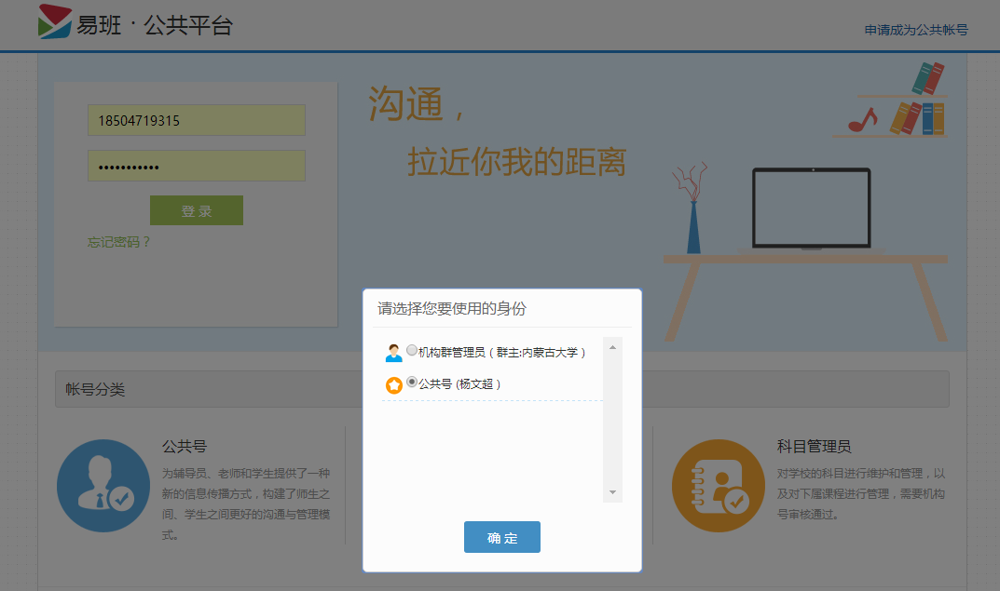 易班 · 公共平台
申请成为公共帐号
18504719315
•••••••••••
登 录
忘记密码？
沟通，
拉近你我的距离
请选择您要使用的身份
机构群管理员（群主:内蒙古大学）
公共号 (杨文超）
确 定
帐号分类
公共号
为辅导员、老师和学生提供了一种
新的信息传播方式，构建了师生之
间、学生之间更好的沟通与管理模
式。
科目管理员
对学校的科目进行维护和管理，以
及对下属课程进行管理，需要机构
号审核通过。